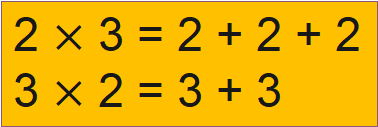 2 × 3 = 2 + 2 + 2
3 × 2 = 3 + 3